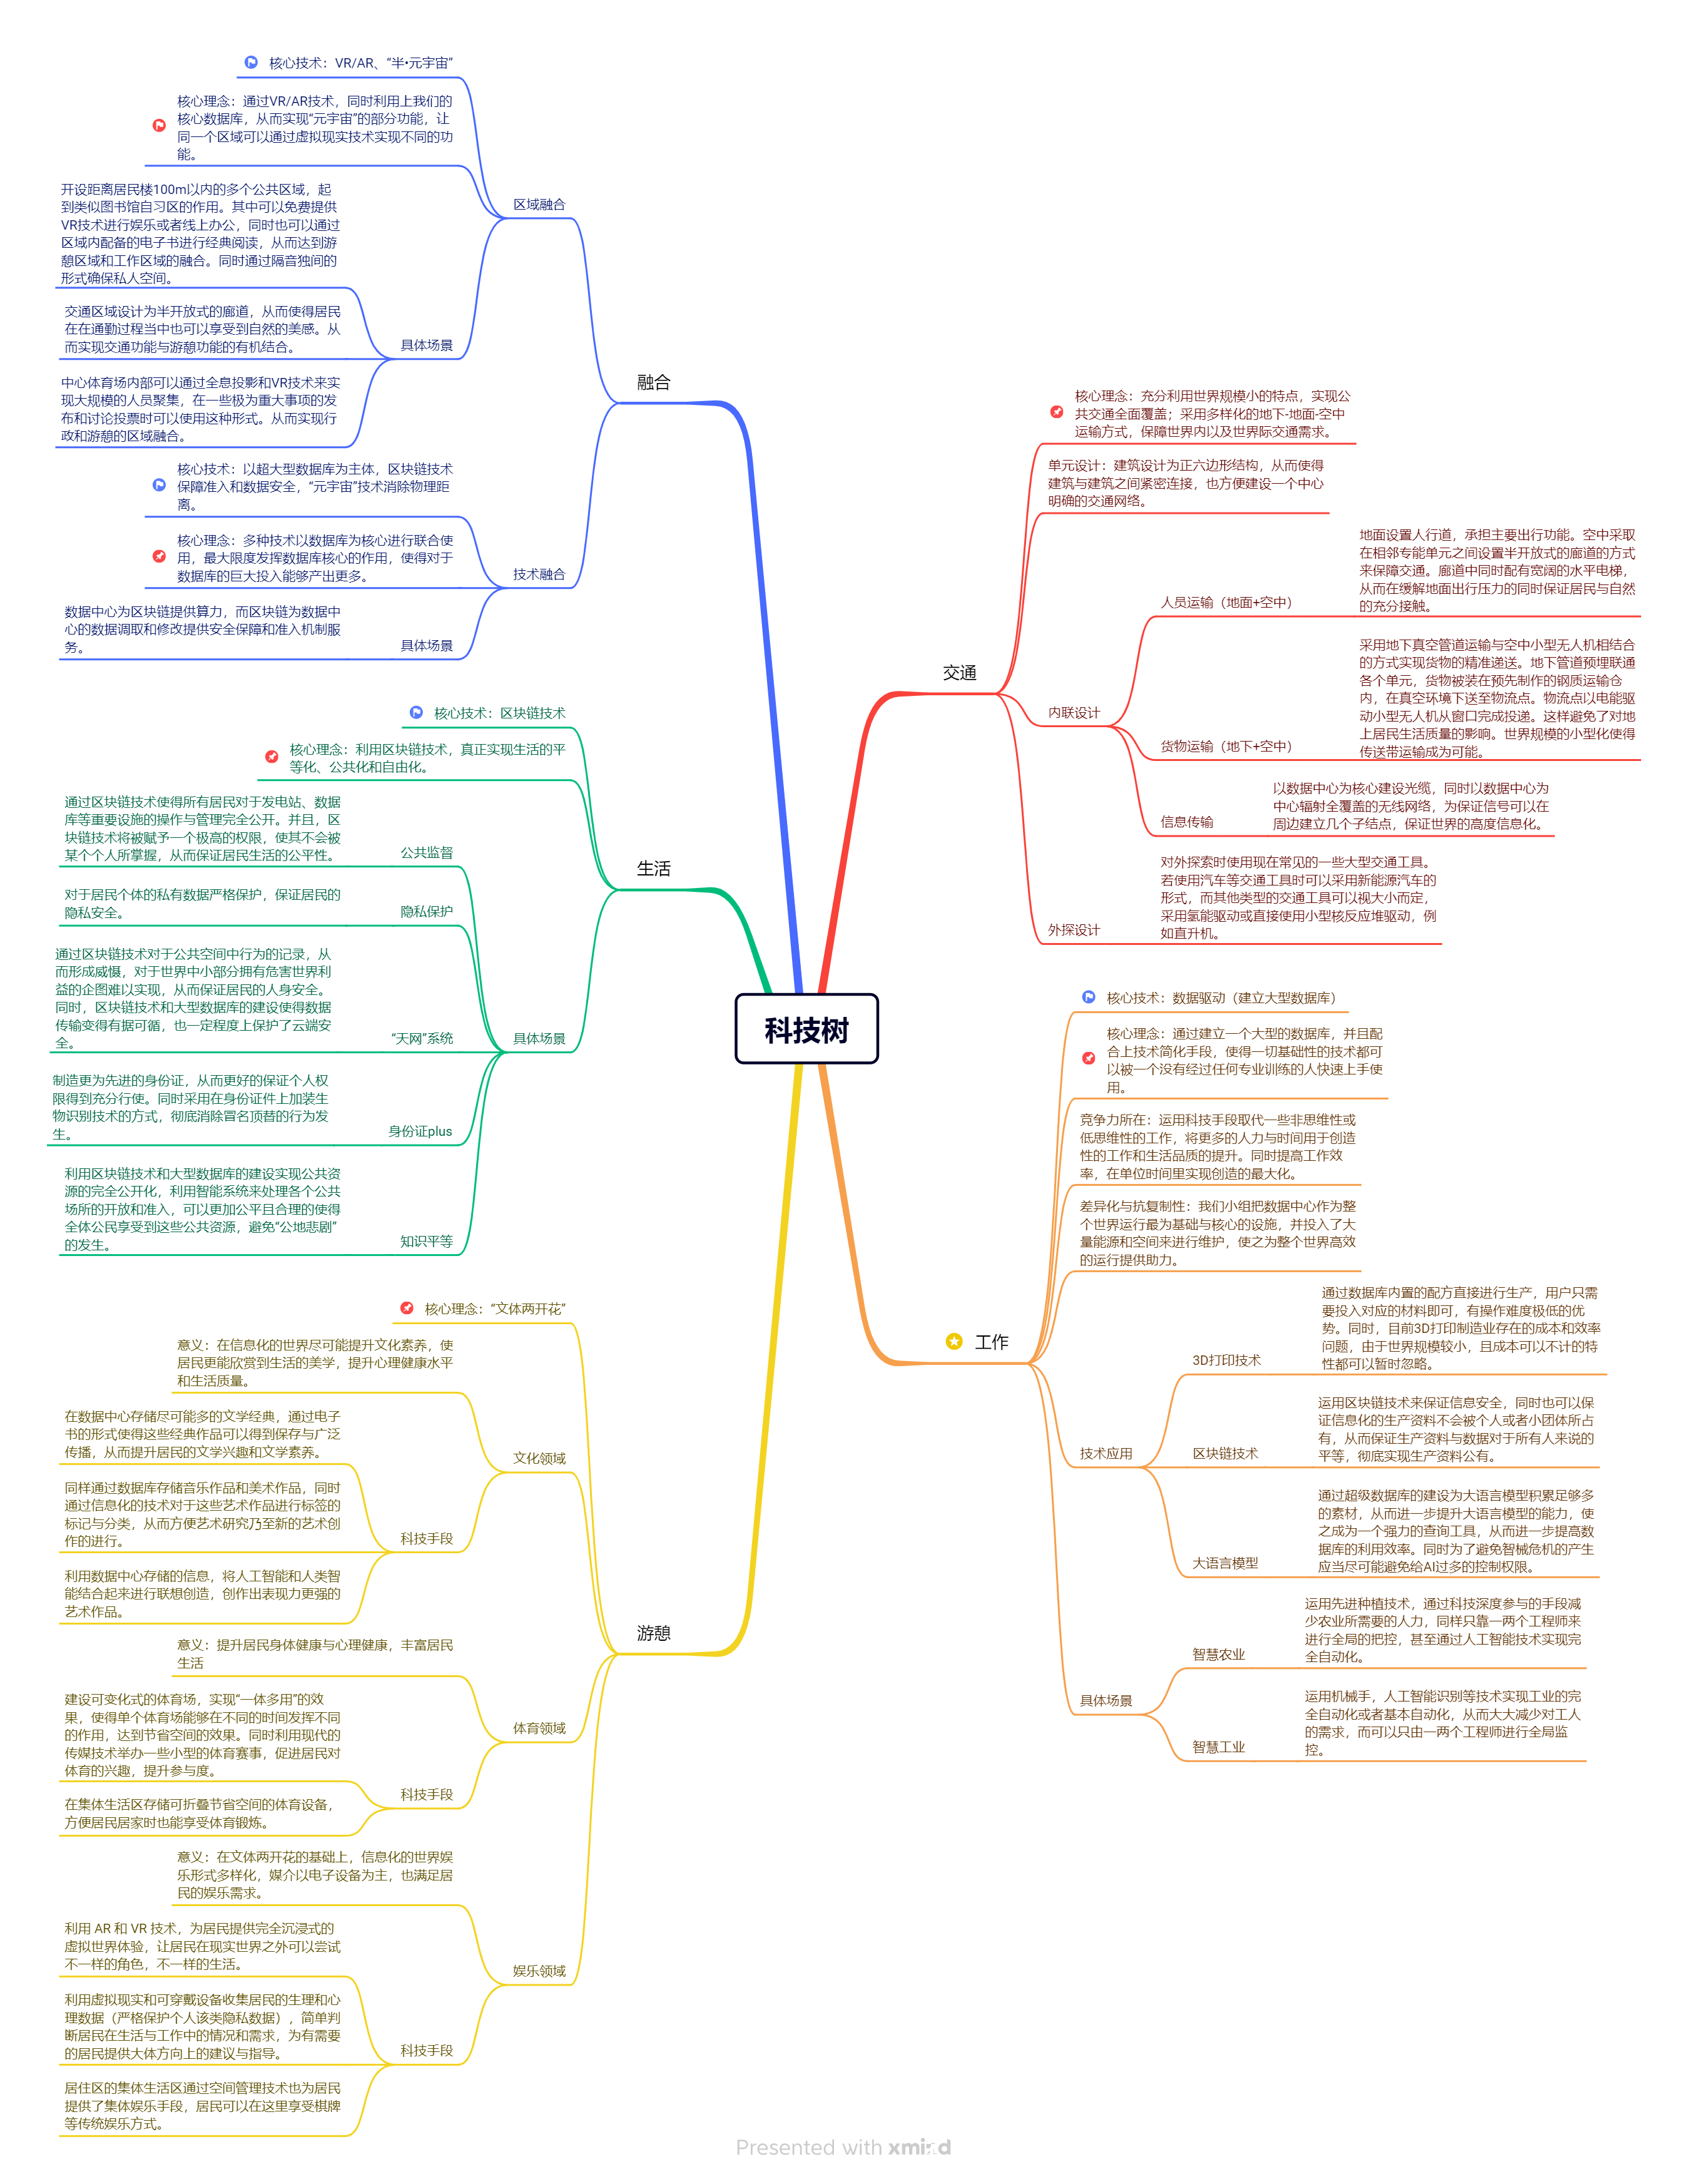 核心技术：VR/AR、“半·元宇宙”
核心理念：通过VR/AR技术，同时利用上我们的
核心数据库，从而实现“元宇宙”的部分功能，让
同一个区域可以通过虚拟现实技术实现不同的功
能。
区域融合
开设距离居民楼100m以内的多个公共区域，起
到类似图书馆自习区的作用。其中可以免费提供
VR技术进行娱乐或者线上办公，同时也可以通过
区域内配备的电子书进行经典阅读，从而达到游
憩区域和工作区域的融合。同时通过隔音独间的
形式确保私人空间。
交通区域设计为半开放式的廊道，从而使得居民
在在通勤过程当中也可以享受到自然的美感。从
而实现交通功能与游憩功能的有机结合。
具体场景
中心体育场内部可以通过全息投影和VR技术来实
现大规模的人员聚集，在一些极为重大事项的发
布和讨论投票时可以使用这种形式。从而实现行
政和游憩的区域融合。
融合
核心技术：以超大型数据库为主体，区块链技术
保障准入和数据安全，“元宇宙”技术消除物理距
离。
核心理念：多种技术以数据库为核心进行联合使
用，最大限度发挥数据库核心的作用，使得对于
数据库的巨大投入能够产出更多。
技术融合
数据中心为区块链提供算力，而区块链为数据中
心的数据调取和修改提供安全保障和准入机制服
务。
具体场景
核心技术：区块链技术
核心理念：利用区块链技术，真正实现生活的平
等化、公共化和自由化。
通过区块链技术使得所有居民对于发电站、数据
库等重要设施的操作与管理完全公开。并且，区
块链技术将被赋予一个极高的权限，使其不会被
某个个人所掌握，从而保证居民生活的公平性。
公共监督
生活
对于居民个体的私有数据严格保护，保证居民的
隐私安全。
隐私保护
通过区块链技术对于公共空间中行为的记录，从
而形成威慑，对于世界中小部分拥有危害世界利
益的企图难以实现，从而保证居民的人身安全。
同时，区块链技术和大型数据库的建设使得数据
传输变得有据可循，也一定程度上保护了云端安
全。
“天网”系统
具体场景
制造更为先进的身份证，从而更好的保证个人权
限得到充分行使。同时采用在身份证件上加装生
物识别技术的方式，彻底消除冒名顶替的行为发
生。
身份证plus
利用区块链技术和大型数据库的建设实现公共资
源的完全公开化，利用智能系统来处理各个公共
场所的开放和准入，可以更加公平且合理的使得
全体公民享受到这些公共资源，避免“公地悲剧”
的发生。
知识平等
核心理念：“文体两开花”
意义：在信息化的世界尽可能提升文化素养，使
居民更能欣赏到生活的美学，提升心理健康水平
和生活质量。
文化领域
在数据中心存储尽可能多的文学经典，通过电子
书的形式使得这些经典作品可以得到保存与广泛
传播，从而提升居民的文学兴趣和文学素养。
同样通过数据库存储音乐作品和美术作品，同时
通过信息化的技术对于这些艺术作品进行标签的
标记与分类，从而方便艺术研究乃至新的艺术创
作的进行。
科技手段
利用数据中心存储的信息，将人工智能和人类智
能结合起来进行联想创造，创作出表现力更强的
艺术作品。
游憩
意义：提升居民身体健康与心理健康，丰富居民
生活
体育领域
建设可变化式的体育场，实现“一体多用”的效
果，使得单个体育场能够在不同的时间发挥不同
的作用，达到节省空间的效果。同时利用现代的
传媒技术举办一些小型的体育赛事，促进居民对
体育的兴趣，提升参与度。
科技手段
在集体生活区存储可折叠节省空间的体育设备，
方便居民居家时也能享受体育锻炼。
意义：在文体两开花的基础上，信息化的世界娱
乐形式多样化，媒介以电子设备为主，也满足居
民的娱乐需求。
娱乐领域
利用 AR 和 VR 技术，为居民提供完全沉浸式的
虚拟世界体验，让居民在现实世界之外可以尝试
不一样的角色，不一样的生活。
利用虚拟现实和可穿戴设备收集居民的生理和心
理数据（严格保护个人该类隐私数据），简单判
断居民在生活与工作中的情况和需求，为有需要
的居民提供大体方向上的建议与指导。
科技手段
居住区的集体生活区通过空间管理技术也为居民
提供了集体娱乐手段，居民可以在这里享受棋牌
等传统娱乐方式。
科技树
核心理念：充分利用世界规模小的特点，实现公
共交通全面覆盖；采用多样化的地下-地面-空中
运输方式，保障世界内以及世界际交通需求。
单元设计：建筑设计为正六边形结构，从而使得
建筑与建筑之间紧密连接，也方便建设一个中心
明确的交通网络。
交通
内联设计
人员运输（地面+空中）
地面设置人行道，承担主要出行功能。空中采取
在相邻专能单元之间设置半开放式的廊道的方式
来保障交通。廊道中同时配有宽阔的水平电梯，
从而在缓解地面出行压力的同时保证居民与自然
的充分接触。
货物运输（地下+空中）
采用地下真空管道运输与空中小型无人机相结合
的方式实现货物的精准递送。地下管道预埋联通
各个单元，货物被装在预先制作的钢质运输仓
内，在真空环境下送至物流点。物流点以电能驱
动小型无人机从窗口完成投递。这样避免了对地
上居民生活质量的影响。世界规模的小型化使得
传送带运输成为可能。
信息传输
以数据中心为核心建设光缆，同时以数据中心为
中心辐射全覆盖的无线网络，为保证信号可以在
周边建立几个子结点，保证世界的高度信息化。
外探设计
对外探索时使用现在常见的一些大型交通工具。
若使用汽车等交通工具时可以采用新能源汽车的
形式，而其他类型的交通工具可以视大小而定，
采用氢能驱动或直接使用小型核反应堆驱动，例
如直升机。
核心技术：数据驱动（建立大型数据库）
核心理念：通过建立一个大型的数据库，并且配
合上技术简化手段，使得一切基础性的技术都可
以被一个没有经过任何专业训练的人快速上手使
用。
竞争力所在：运用科技手段取代一些非思维性或
低思维性的工作，将更多的人力与时间用于创造
性的工作和生活品质的提升。同时提高工作效
率，在单位时间里实现创造的最大化。
差异化与抗复制性：我们小组把数据中心作为整
个世界运行最为基础与核心的设施，并投入了大
量能源和空间来进行维护，使之为整个世界高效
的运行提供助力。
工作
技术应用
3D打印技术
通过数据库内置的配方直接进行生产，用户只需
要投入对应的材料即可，有操作难度极低的优
势。同时，目前3D打印制造业存在的成本和效率
问题，由于世界规模较小，且成本可以不计的特
性都可以暂时忽略。
区块链技术
运用区块链技术来保证信息安全，同时也可以保
证信息化的生产资料不会被个人或者小团体所占
有，从而保证生产资料与数据对于所有人来说的
平等，彻底实现生产资料公有。
大语言模型
通过超级数据库的建设为大语言模型积累足够多
的素材，从而进一步提升大语言模型的能力，使
之成为一个强力的查询工具，从而进一步提高数
据库的利用效率。同时为了避免智械危机的产生
应当尽可能避免给AI过多的控制权限。
具体场景
智慧农业
运用先进种植技术，通过科技深度参与的手段减
少农业所需要的人力，同样只靠一两个工程师来
进行全局的把控，甚至通过人工智能技术实现完
全自动化。
智慧工业
运用机械手，人工智能识别等技术实现工业的完
全自动化或者基本自动化，从而大大减少对工人
的需求，而可以只由一两个工程师进行全局监
控。
Presented with xmind